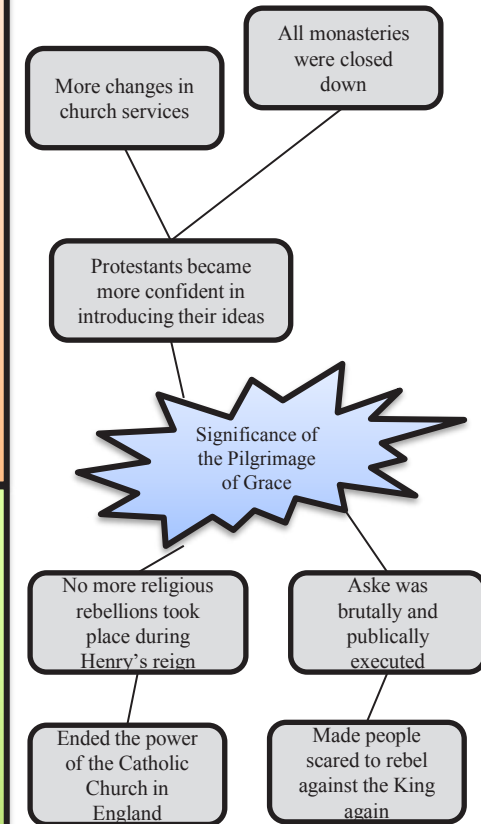 All monasteries
were closed
down
More changes in
church services
Protestants became
more confident in
introducing their ideas
Significance of
the Pilgrimage
of Grace
No more religious
rebellions took
place during
Henry's reign
Aske was
brutally and
publically
executed
Ended the power
of the Catholic
Church in
England
Made people
scared to rebel
against the King
again